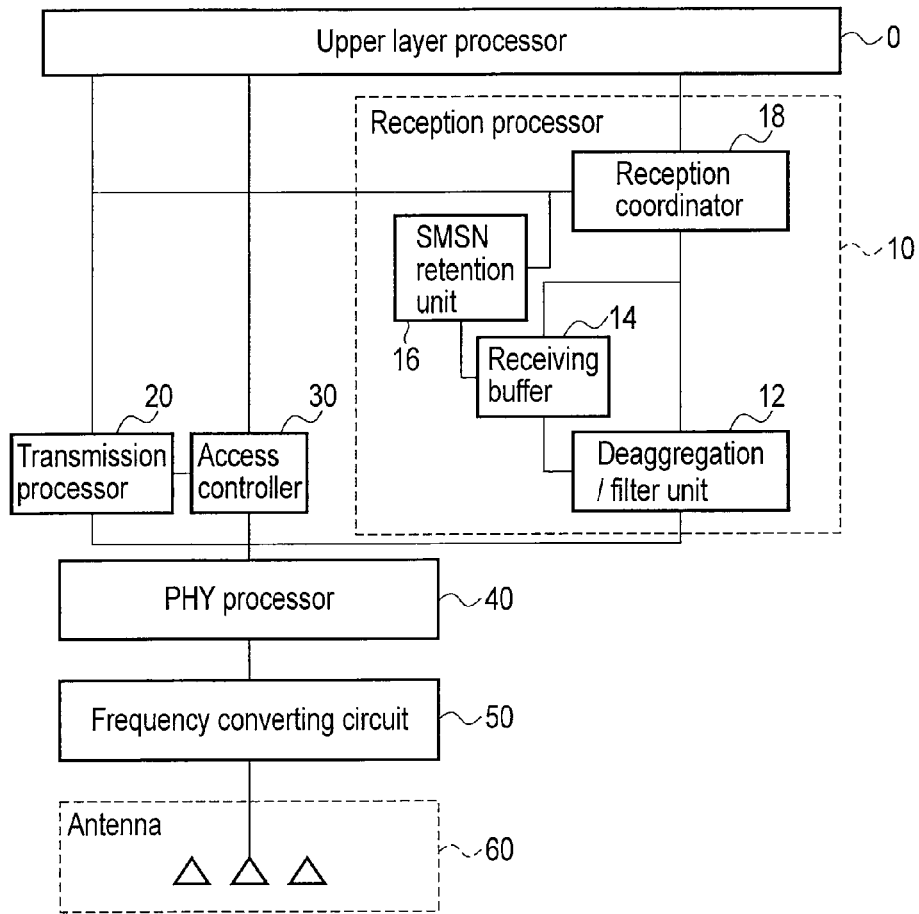 Upper layer processor
0
Reception processor
18
Reception
coordinator
10
SMSN
retention
unit
16
14
Receiving
buffer
20
Transmission
processor
30
Access
controller
12
Deaggregation
/ filter unit
PHY processor
40
Frequency converting circuit
50
Antenna
60